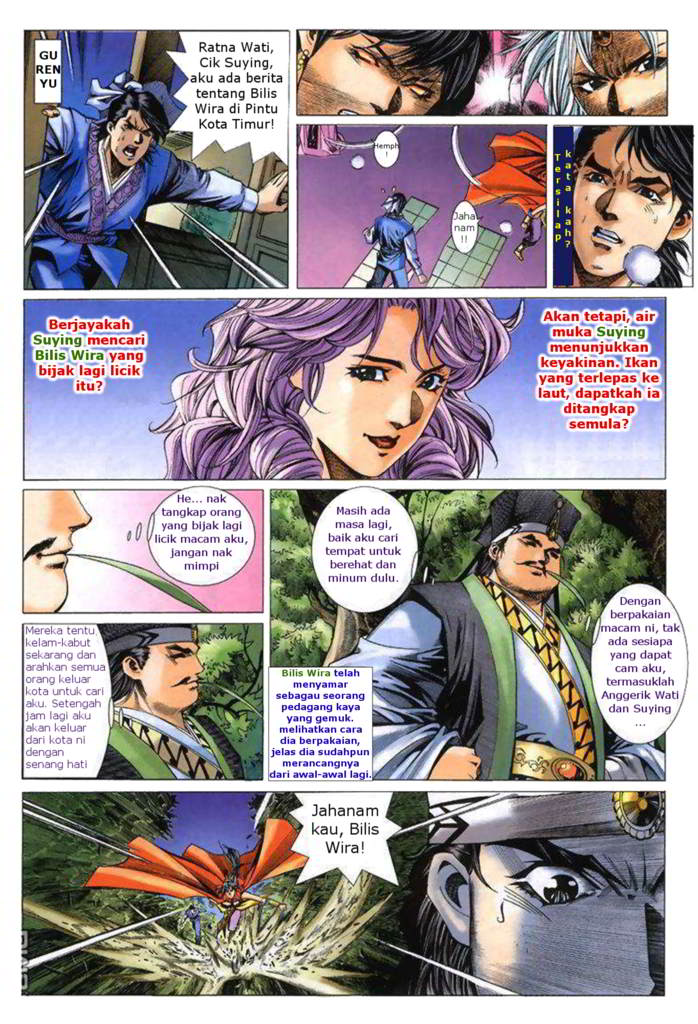 GU
REN
YU
Ratna Wati,
Cik Suying,
aku ada berita
tentang Bilis
Wira di Pintu
Kota Timur!
Hemph
!
Jaha
nam
!!
Tersilap
kata kah?
Berjayakah
Suying mencari
Bilis Wira yang
bijak lagi licik
itu?
Akan tetapi, air
muka Suying
menunjukkan
keyakinan. Ikan
yang terlepas ke
laut, dapatkah ia
ditangkap
semula?
He... nak
tangkap orang
yang bijak lagi
licik macam aku,
jangan nak
mimpi
Masih ada
masa lagi,
baik aku cari
tempat untuk
berehat dan
minum dulu.
Mereka tentu
kelam-kabut
sekarang dan
arahkan semua
orang keluar
kota untuk cari
aku. Setengah
jam lagi aku
akan keluar
dari kota ni
dengan
senang hati
Bilis Wira telah
menyamar
sebagau seorang
pedagang kaya
yang gemuk.
melihatkan cara
dia berpakaian,
jelas dia sudahpun
merancangnya
dari awal-awal lagi.
Dengan
berpakaian
macam ni, tak
ada sesiapa
yang dapat
cam aku,
termasuklah
Anggerik Wati
dan Suying
...
Jahanam
kau, Bilis
Wira!